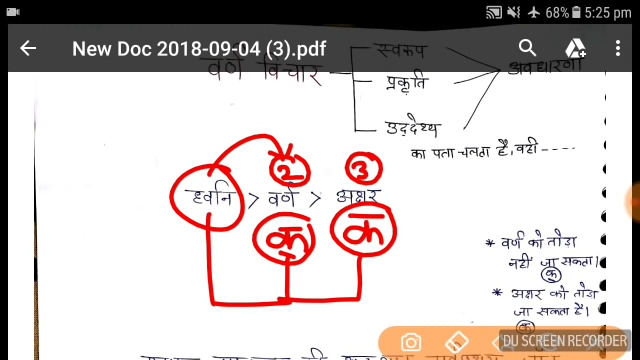 68% 5:25 pm
New Doc 2018-09-04 (3).pdf
वर्ण विचार
स्वरूप
प्रकृति
उद्देश्य
अवधारणा
का पता चलता है, वही ----
2 3
ध्वनि > वर्ण > अक्षर
क् क
* वर्ण को तोडा
नहीं जा सकता।
क्
* अक्षर को तोडा
जा सकता है।
DU SCREEN RECORDER